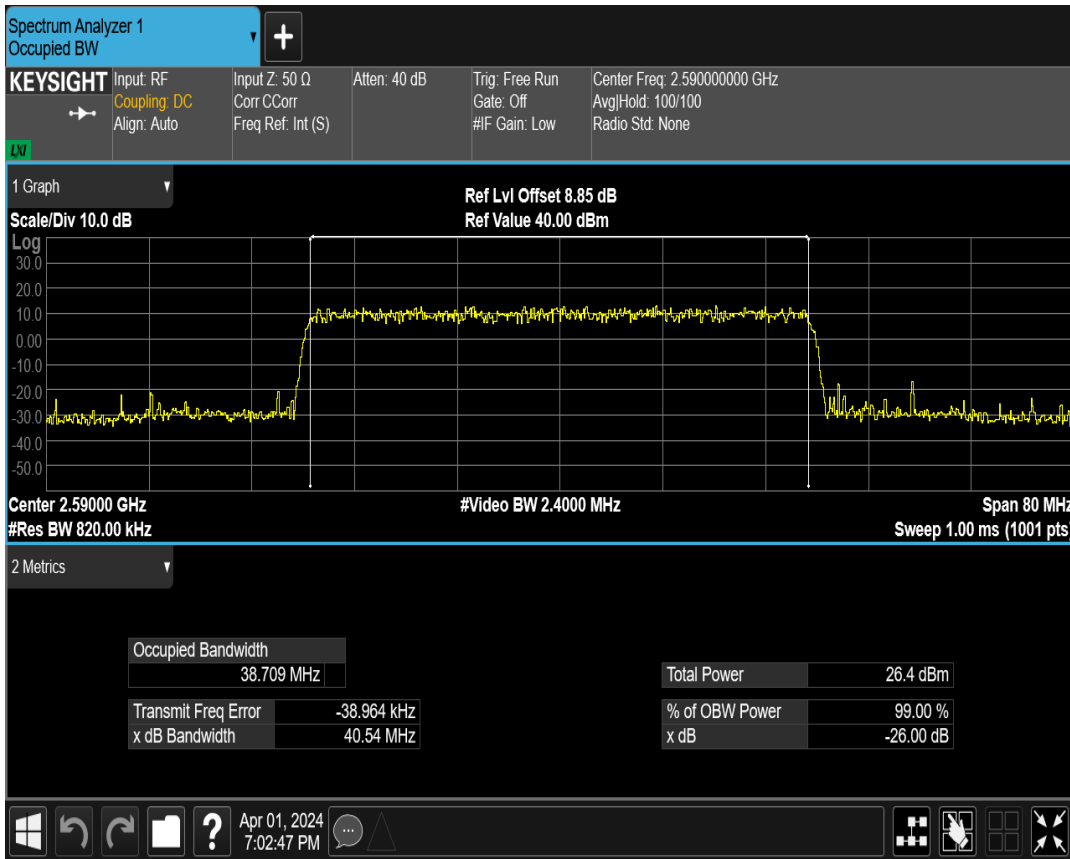 Spectrum Analyzer 1
Occupied BW
+
KEYSIGHT
LXI
Input: RF
Coupling: DC
Align: Auto
Input Z: 50 Ω
Corr CCorr
Freq Ref: Int (S)
Atten: 40 dB
Trig: Free Run
Gate: Off
#IF Gain: Low
Center Freq: 2.590000000 GHz
Avg|Hold: 100/100
Radio Std: None
1 Graph
Scale/Div 10.0 dB
Ref Lvl Offset 8.85 dB
Ref Value 40.00 dBm
Log
30.0
20.0
10.0
0.00
-10.0
-20.0
-30.0
-40.0
-50.0
Center 2.59000 GHz
#Res BW 820.00 kHz
#Video BW 2.4000 MHz
Span 80 MHz
Sweep 1.00 ms (1001 pts)
2 Metrics
Occupied Bandwidth
38.709 MHz
Transmit Freq Error -38.964 kHz
x dB Bandwidth 40.54 MHz
Total Power 26.4 dBm
% of OBW Power 99.00 %
x dB -26.00 dB
?
Apr 01, 2024
7:02:47 PM